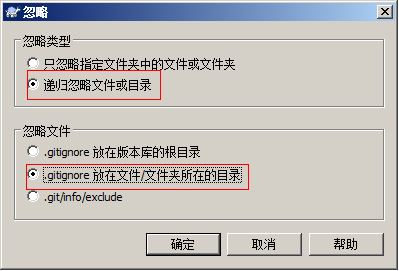 忽略
忽略类型
只忽略指定文件夹中的文件或文件夹
递归忽略文件或目录
忽略文件
.gitignore 放在版本库的根目录
.gitignore 放在文件/文件夹所在的目录
.git/info/exclude
确定 取消 帮助